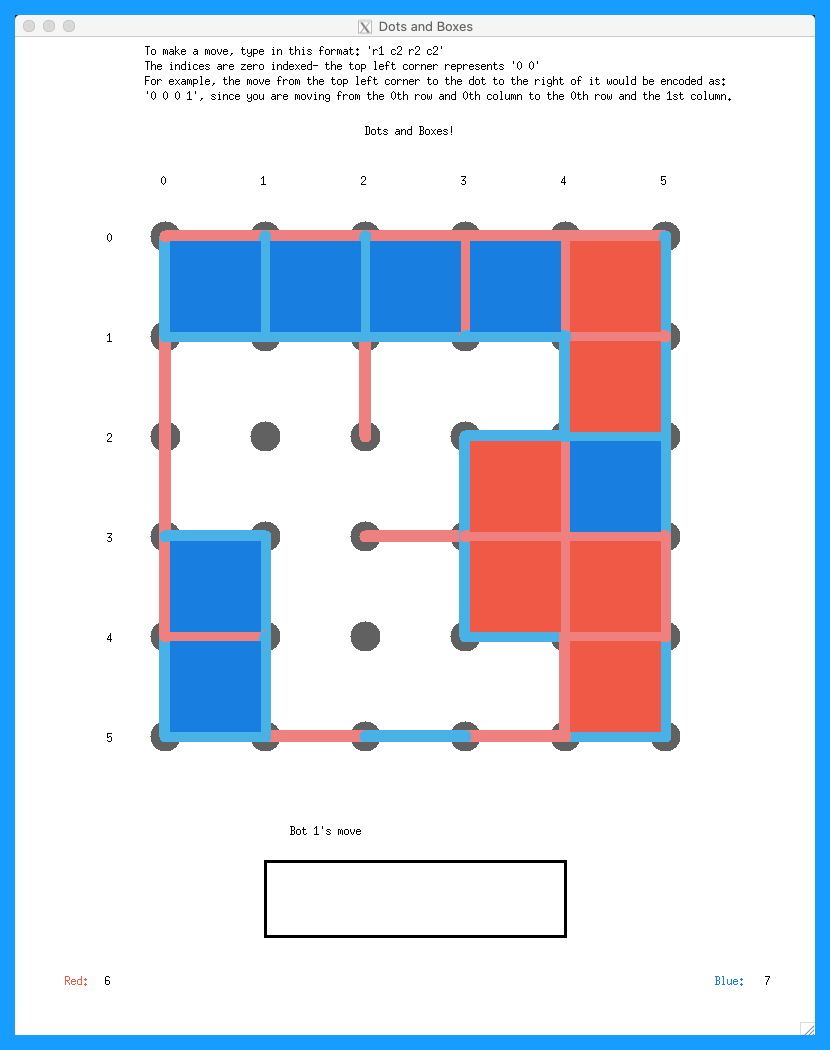 Dots and Boxes
To make a move, type in this format: 'r1 c2 r2 c2'
The indices are zero indexed- the top left corner represents '0 0'
For example, the move from the top left corner to the dot to the right of it would be encoded as:
'0 0 0 1', since you are moving from the 0th row and 0th column to the 0th row and the 1st column.
Dots and Boxes!
0 1 2 3 4 5
0
1
2
3
4
5
Bot 1's move
Red: 6 Blue: 7